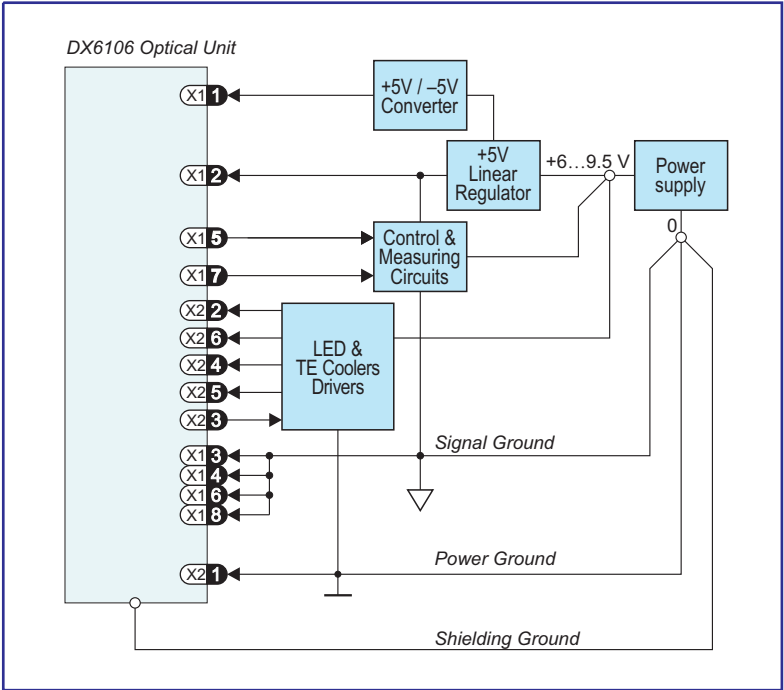 DX6106 Optical Unit
X1 1
+5V / –5V
Converter
X1 2
+5V
Linear
Regulator
+6...9.5 V
Power
supply
0
X1 5
Control &
Measuring
Circuits
X1 7
X2 2
X2 6
X2 4
X2 5
X2 3
LED &
TE Coolers
Drivers
X1 3
Signal Ground
X1 4
X1 6
X1 8
X2 1
Power Ground
Shielding Ground